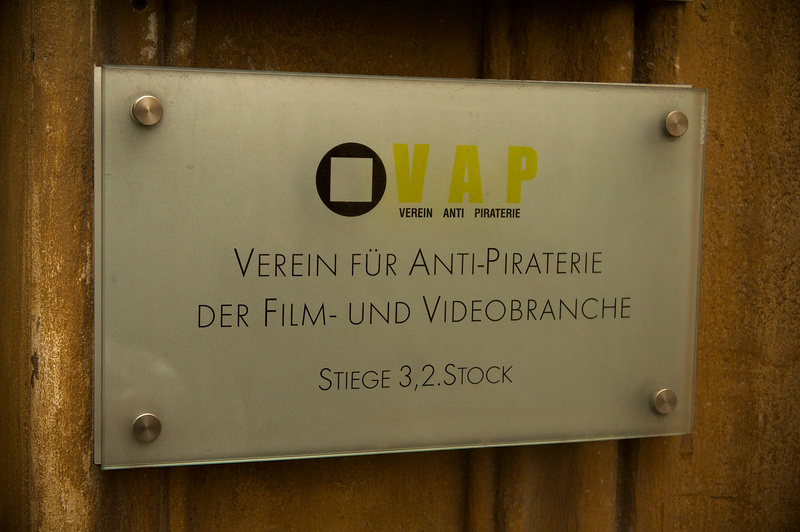 VAP
VEREIN ANTI PIRATERIE
VEREIN FÜR ANTI-PIRATERIE
DER FILM- UND VIDEOBRANCHE
STIEGE 3,2.STOCK